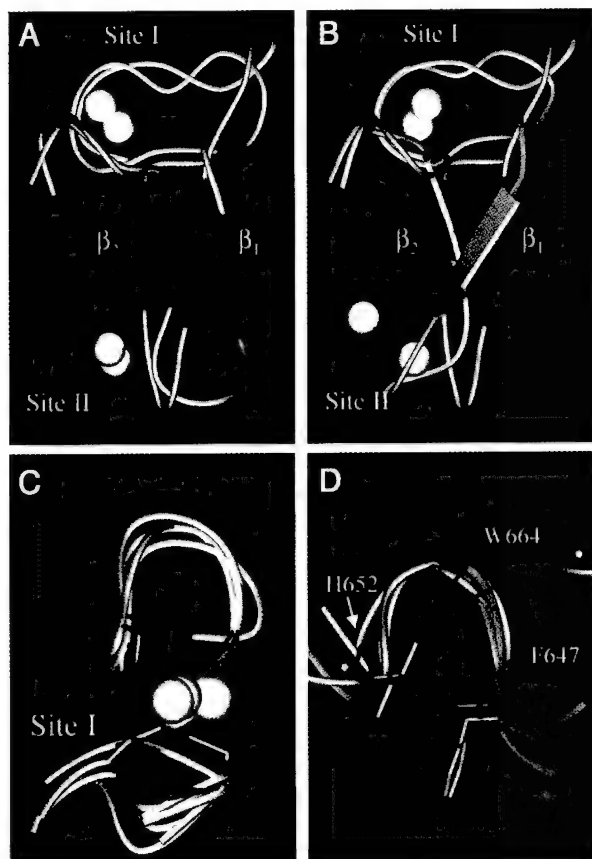 A
Site I
β₂
β₁
Site II
B
Site I
β₂
β₁
Site II
C
Site I
D
W664
H652
F647